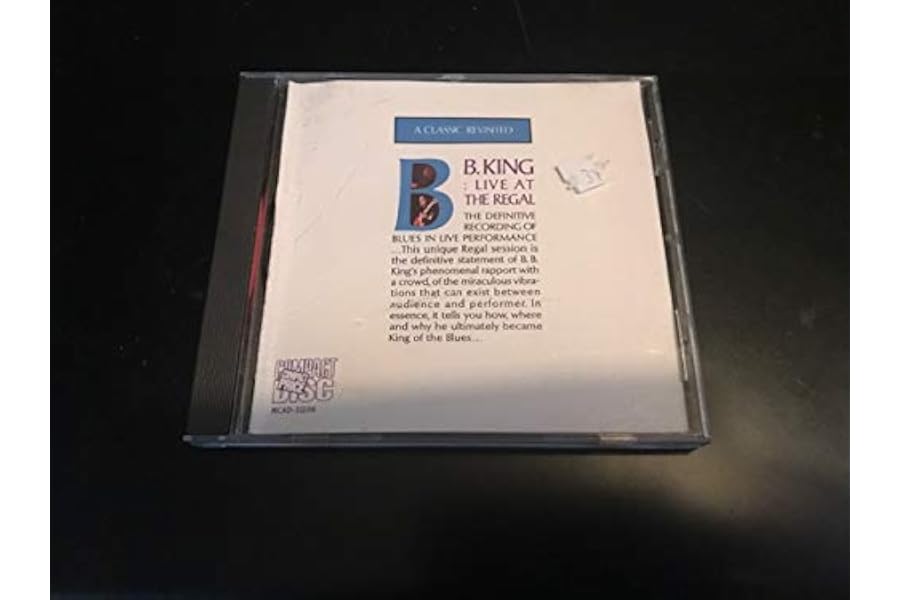 A CLASSIC REVISITED
B B. KING
: LIVE AT
THE REGAL
THE DEFINITIVE
RECORDING OF
BLUES IN LIVE PERFORMANCE
...This unique Regal session is
the definitive statement of B. B.
King's phenomenal rapport with
a crowd, of the miraculous vibra-
tions that can exist between
audience and performer. In
essence, it tells you how, where
and why he ultimately became
King of the Blues...
COMPACT
DISC